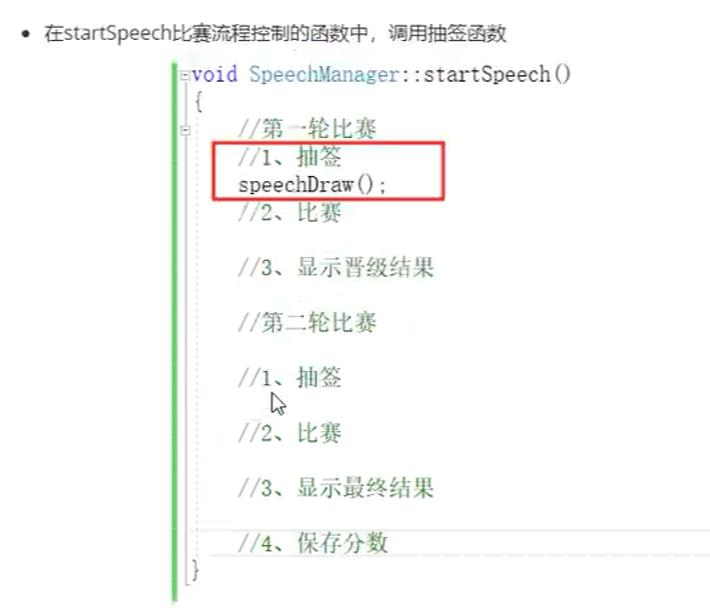 在startSpeech比赛流程控制的函数中，调用抽签函数
void SpeechManager::startSpeech()
{
//第一轮比赛
//1、抽签
speechDraw();
//2、比赛
//3、显示晋级结果
//第二轮比赛
//1、抽签
//2、比赛
//3、显示最终结果
//4、保存分数
}